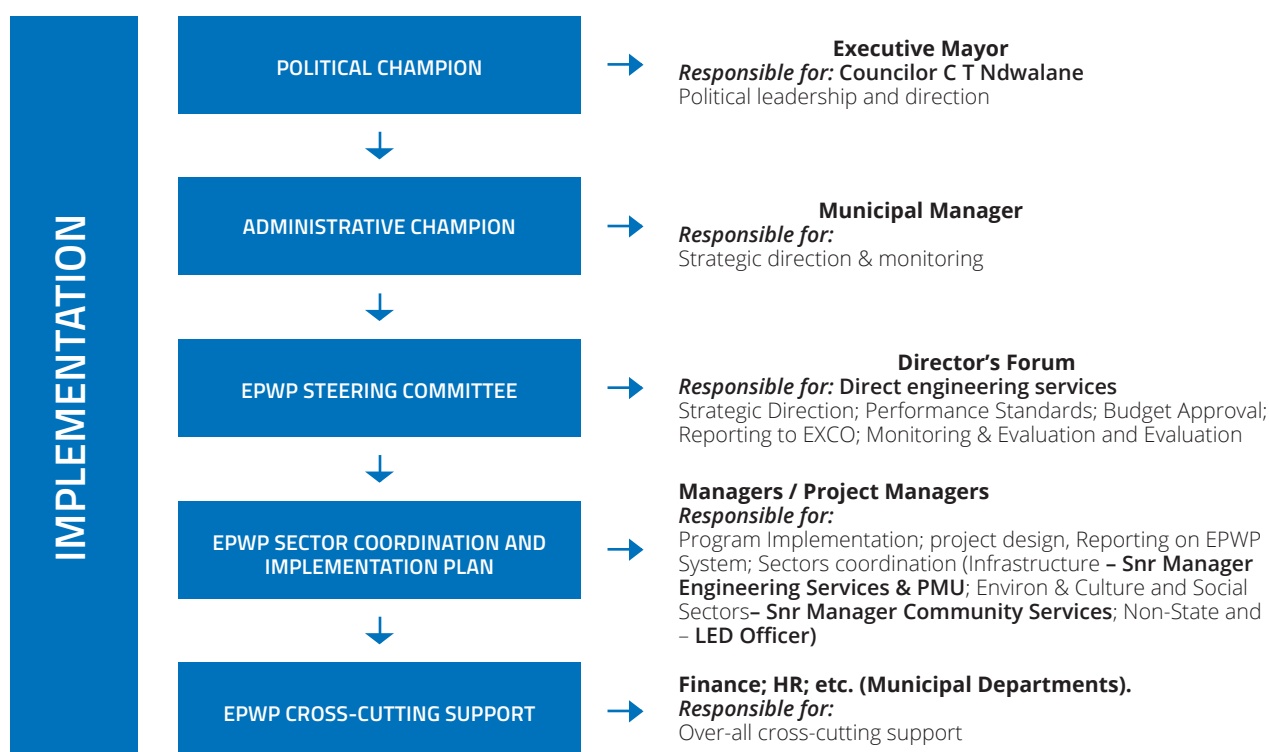 IMPLEMENTATION
POLITICAL CHAMPION
Executive Mayor
Responsible for: Councilor C T Ndwalane
Political leadership and direction
ADMINISTRATIVE CHAMPION
Municipal Manager
Responsible for:
Strategic direction & monitoring
EPWP STEERING COMMITTEE
Director’s Forum
Responsible for: Direct engineering services
Strategic Direction; Performance Standards; Budget Approval;
Reporting to EXCO; Monitoring & Evaluation and Evaluation
EPWP SECTOR COORDINATION AND
IMPLEMENTATION PLAN
Managers / Project Managers
Responsible for:
Program Implementation; project design, Reporting on EPWP
System; Sectors coordination (Infrastructure – Snr Manager
Engineering Services & PMU; Environ & Culture and Social
Sectors– Snr Manager Community Services; Non-State and
– LED Officer)
EPWP CROSS-CUTTING SUPPORT
Finance; HR; etc. (Municipal Departments).
Responsible for:
Over-all cross-cutting support